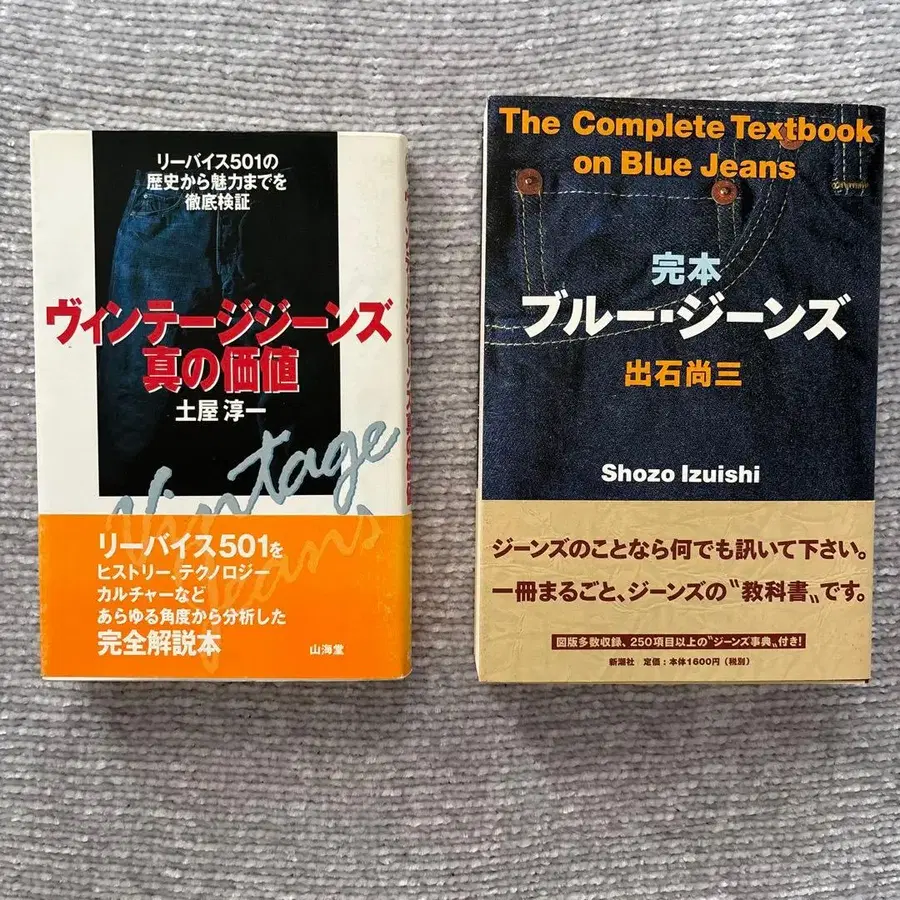 リーバイス501の
歴史から魅力までを
徹底検証
ヴィンテージジーンズ
真の価値
土屋淳一
Vintage
Jeans
リーバイス501を
ヒストリー、テクノロジー
カルチャーなど
あらゆる角度から分析した
完全解説本
山海堂
The Complete Textbook
on Blue Jeans
完本
ブルー・ジーンズ
出石尚三
Shozo Izuishi
ジーンズのことなら何でも訊いて下さい。
一冊まるごと、ジーンズの〝教科書〟です。
図版多数収録、250項目以上の〝ジーンズ事典〟付き!
新潮社 定価:本体1600円(税別)